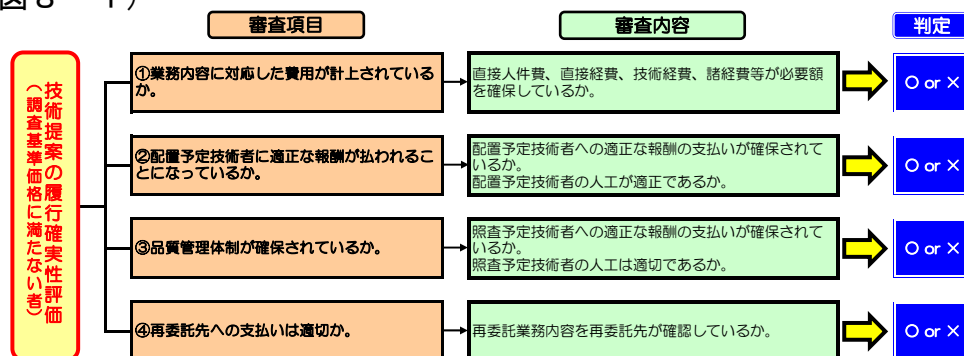 審査項目
審査内容
判定
技術提案の履行確実性評価
（調査基準価格に満たない者）
①業務内容に対応した費用が計上されている
か。
直接人件費、直接経費、技術経費、諸経費等が必要額
を確保しているか。
○ or ×
②配置予定技術者に適正な報酬が払われるこ
とになっているか。
配置予定技術者への適正な報酬の支払いが確保されて
いるか。
配置予定技術者の人工が適正であるか。
○ or ×
③品質管理体制が確保されているか。
照査予定技術者への適正な報酬の支払いが確保されて
いるか。
照査予定技術者の人工は適切であるか。
○ or ×
④再委託先への支払いは適切か。
再委託業務内容を再委託先が確認しているか。
○ or ×